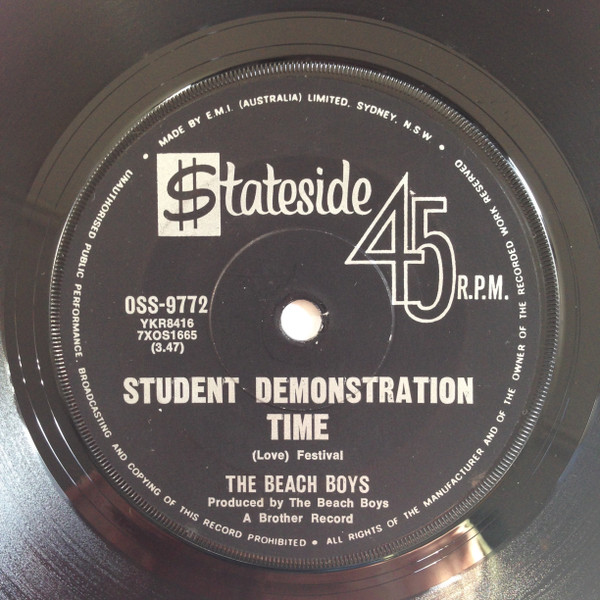 MADE BY E.M.I. (AUSTRALIA) LIMITED, SYDNEY, N.S.W •
$tateside
45
R.P.M.
OSS-9772
YKR8416
7XOS1665
(3.47)
STUDENT DEMONSTRATION
TIME
(Love) Festival
THE BEACH BOYS
Produced by The Beach Boys
A Brother Record
UNAUTHORISED PUBLIC PERFORMANCE, BROADCASTING AND COPYING OF THIS RECORD PROHIBITED • ALL RIGHTS OF THE MANUFACTURER AND OF THE OWNER OF THE RECORDED WORK RESERVED